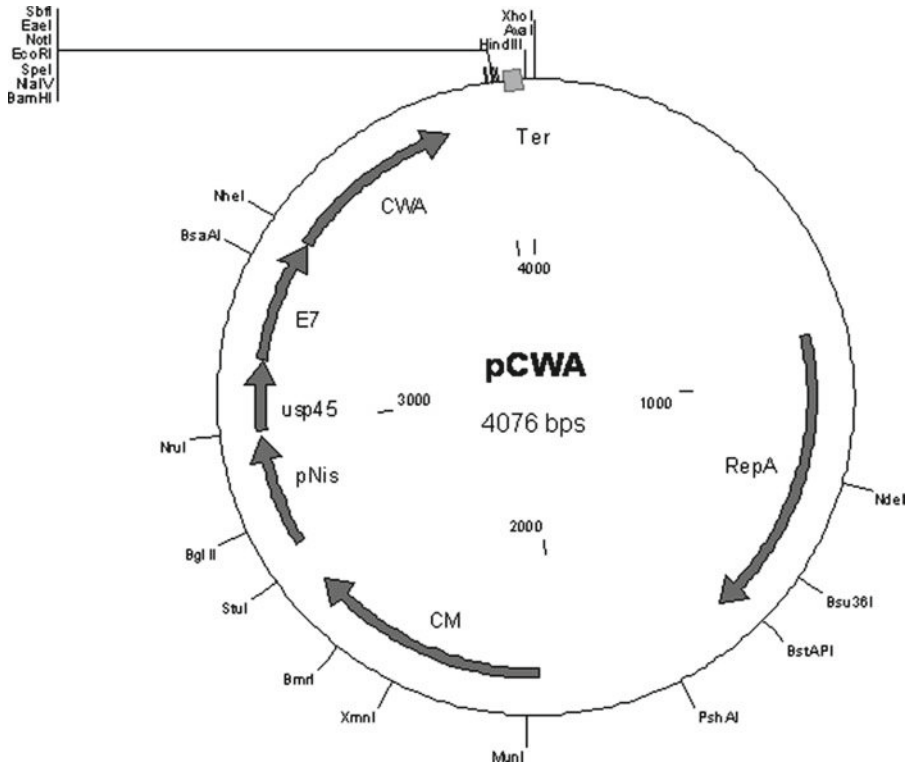 SbfI
EaeI
NotI
EcoRI
SpeI
NlaIV
BamHI
XhoI
AvaI
HindIII
Ter
CWA
NheI
BsaAI
E7
4000
pCWA
4076 bps
3000
1000
usp45
NruI
pNis
RepA
NdeI
2000
BglII
StuI
CM
Bsu36I
BstAPI
BmrI
XmnI
PshAI
MunI